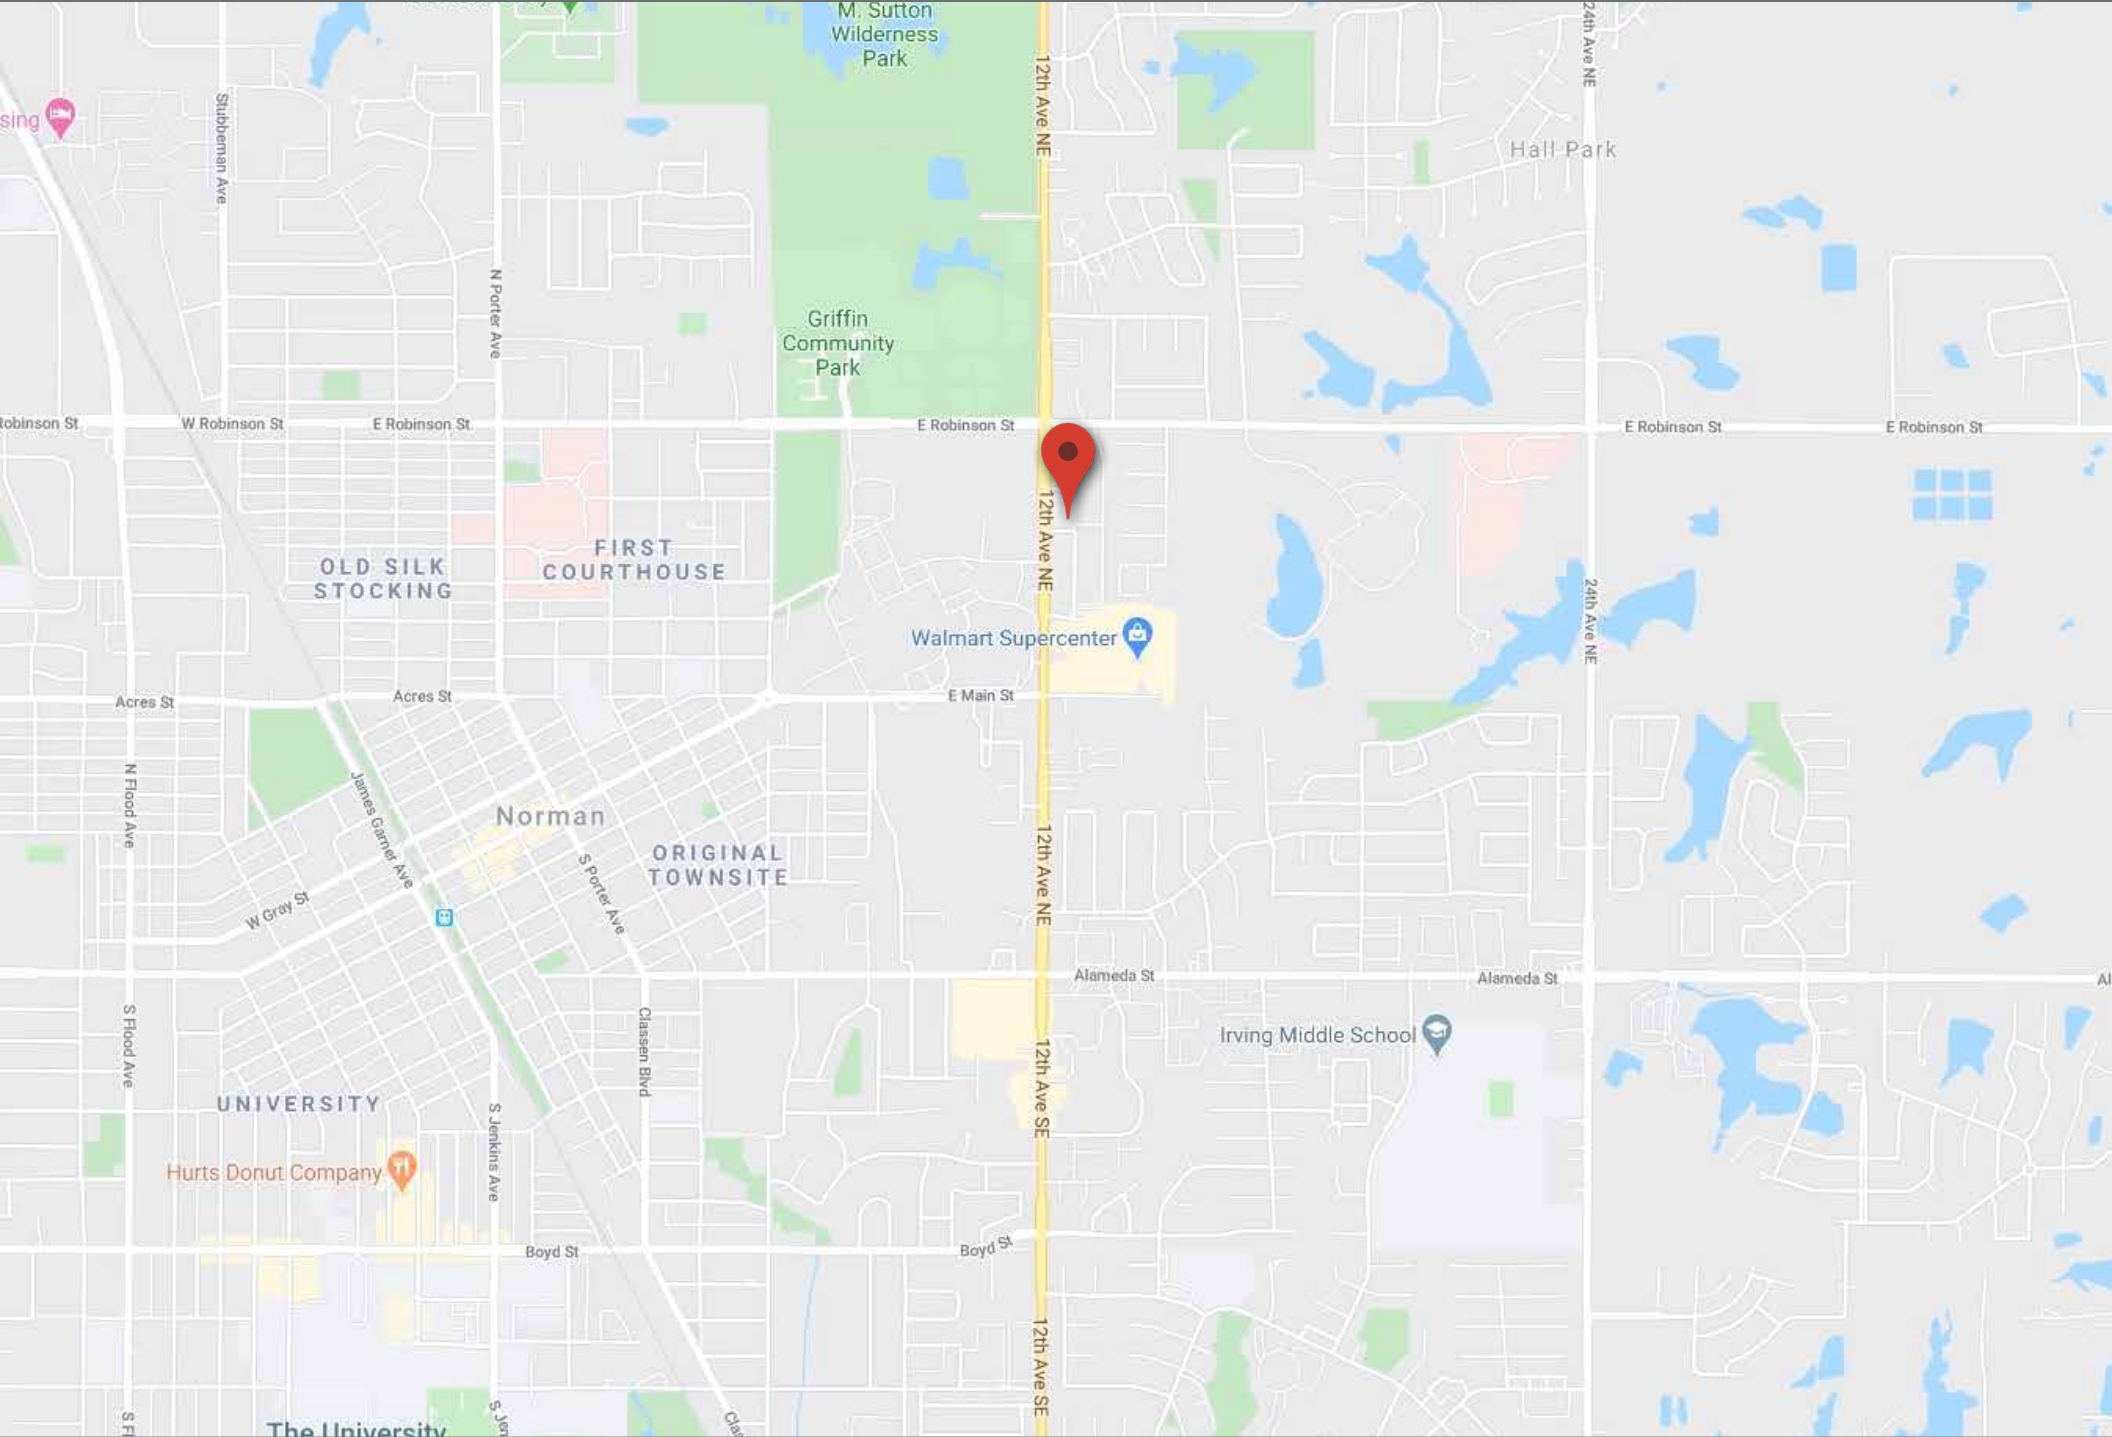 M. Sutton
Wilderness
Park
24th Ave NE
12th Ave NE
Stubbeman Ave
sing
Hall Park
N Porter Ave
Griffin
Community
Park
Robinson St
W Robinson St
E Robinson St
E Robinson St
E Robinson St
E Robinson St
12th Ave NE
FIRST
COURTHOUSE
OLD SILK
STOCKING
24th Ave NE
Walmart Supercenter
Acres St
Acres St
E Main St
N Flood Ave
James Garner Ave
Norman
ORIGINAL
TOWNSITE
S Porter Ave
12th Ave NE
W Gray St
Alameda St
Alameda St
Al
S Flood Ave
Classen Blvd
Irving Middle School
12th Ave SE
UNIVERSITY
S Jenkins Ave
Hurts Donut Company
Boyd St
Boyd St
12th Ave SE
S Fl
S Jen
Clas
The University